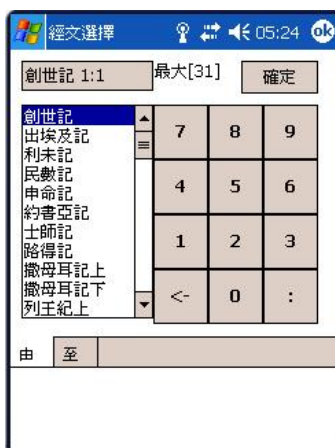 經文選擇 05:24 ok
創世記 1:1 最大[31] 確定
創世記
出埃及記
利未記
民數記
申命記
約書亞記
士師記
路得記
撒母耳記上
撒母耳記下
列王紀上
7 8 9
4 5 6
1 2 3
<- 0 :
由 至